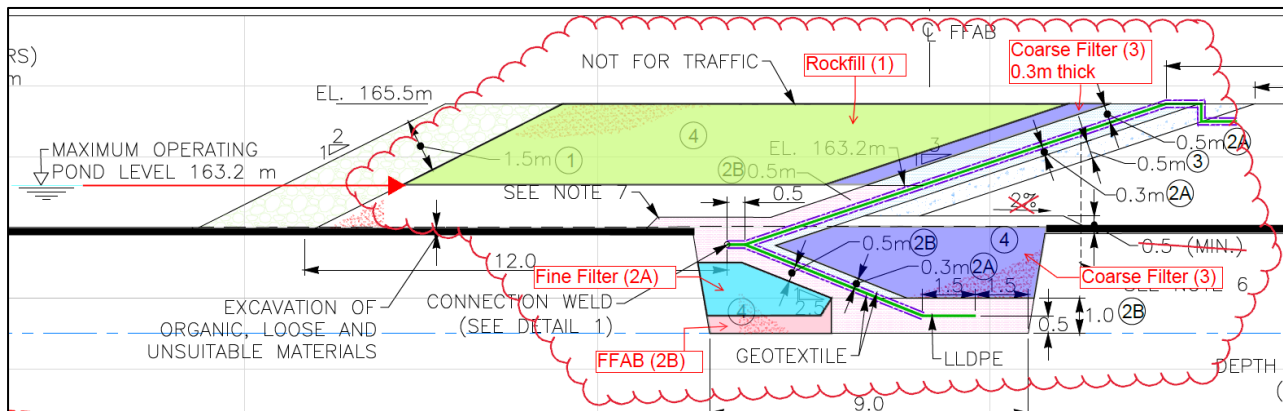 RS)
m
℄ FFAB
NOT FOR TRAFFIC
Rockfill (1)
Coarse Filter (3)
0.3m thick
EL. 165.5m
2
1
4
3
1
MAXIMUM OPERATING
POND LEVEL 163.2 m
1.5m 1
2B
0.5m
EL. 163.2m
0.5m 2A
0.5m 3
0.3m 2A
SEE NOTE 7
0.5
2%
12.0
0.5m 2B
4
0.5 (MIN.)
Fine Filter (2A)
0.3m 2A
Coarse Filter (3)
SEE NOTE 6
EXCAVATION OF
ORGANIC, LOOSE AND
UNSUITABLE MATERIALS
CONNECTION WELD
(SEE DETAIL 1)
4
2.5
1.5
1.5
0.5
1.0 2B
FFAB (2B)
GEOTEXTILE
LLDPE
DEPTH
(
9.0